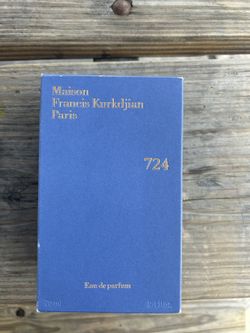 Maison
Francis Kurkdjian
Paris
724
Eau de parfum